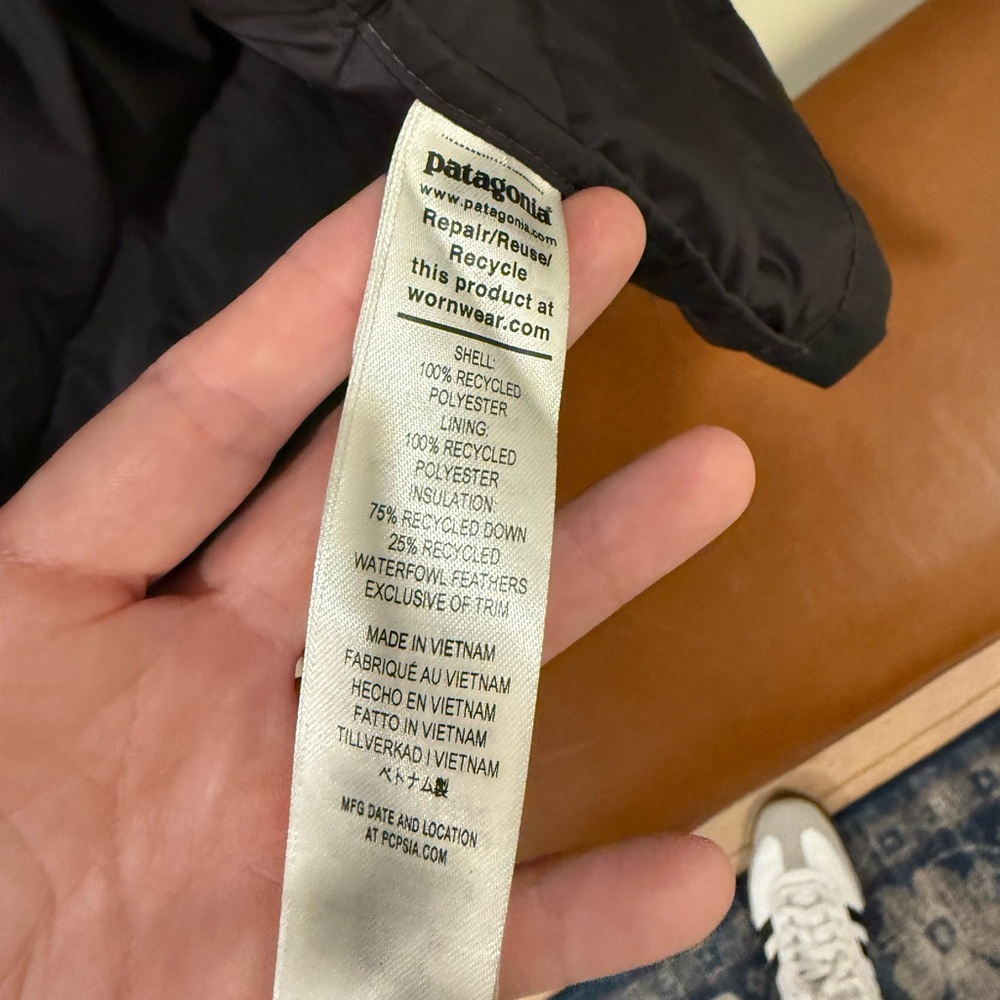 patagonia®
www.patagonia.com
Repair/Reuse/
Recycle
this product at
wornwear.com
SHELL:
100% RECYCLED
POLYESTER
LINING:
100% RECYCLED
POLYESTER
INSULATION:
75% RECYCLED DOWN
25% RECYCLED
WATERFOWL FEATHERS
EXCLUSIVE OF TRIM
MADE IN VIETNAM
FABRIQUÉ AU VIETNAM
HECHO EN VIETNAM
FATTO IN VIETNAM
TILLVERKAD I VIETNAM
ベトナム製
MFG DATE AND LOCATION
AT PCPSIA.COM